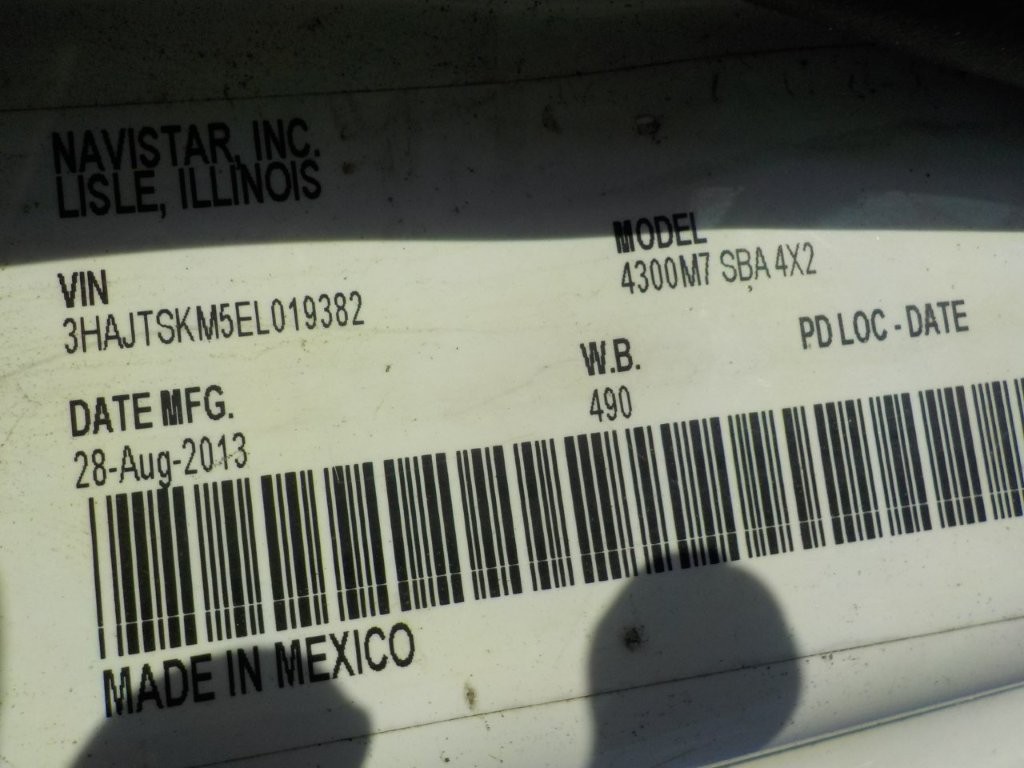 NAVISTAR, INC.
LISLE, ILLINOIS
VIN
3HAJTSKM5EL019382
MODEL
4300M7 SBA 4X2
DATE MFG.
28-Aug-2013
W.B.
490
PD LOC - DATE
MADE IN MEXICO